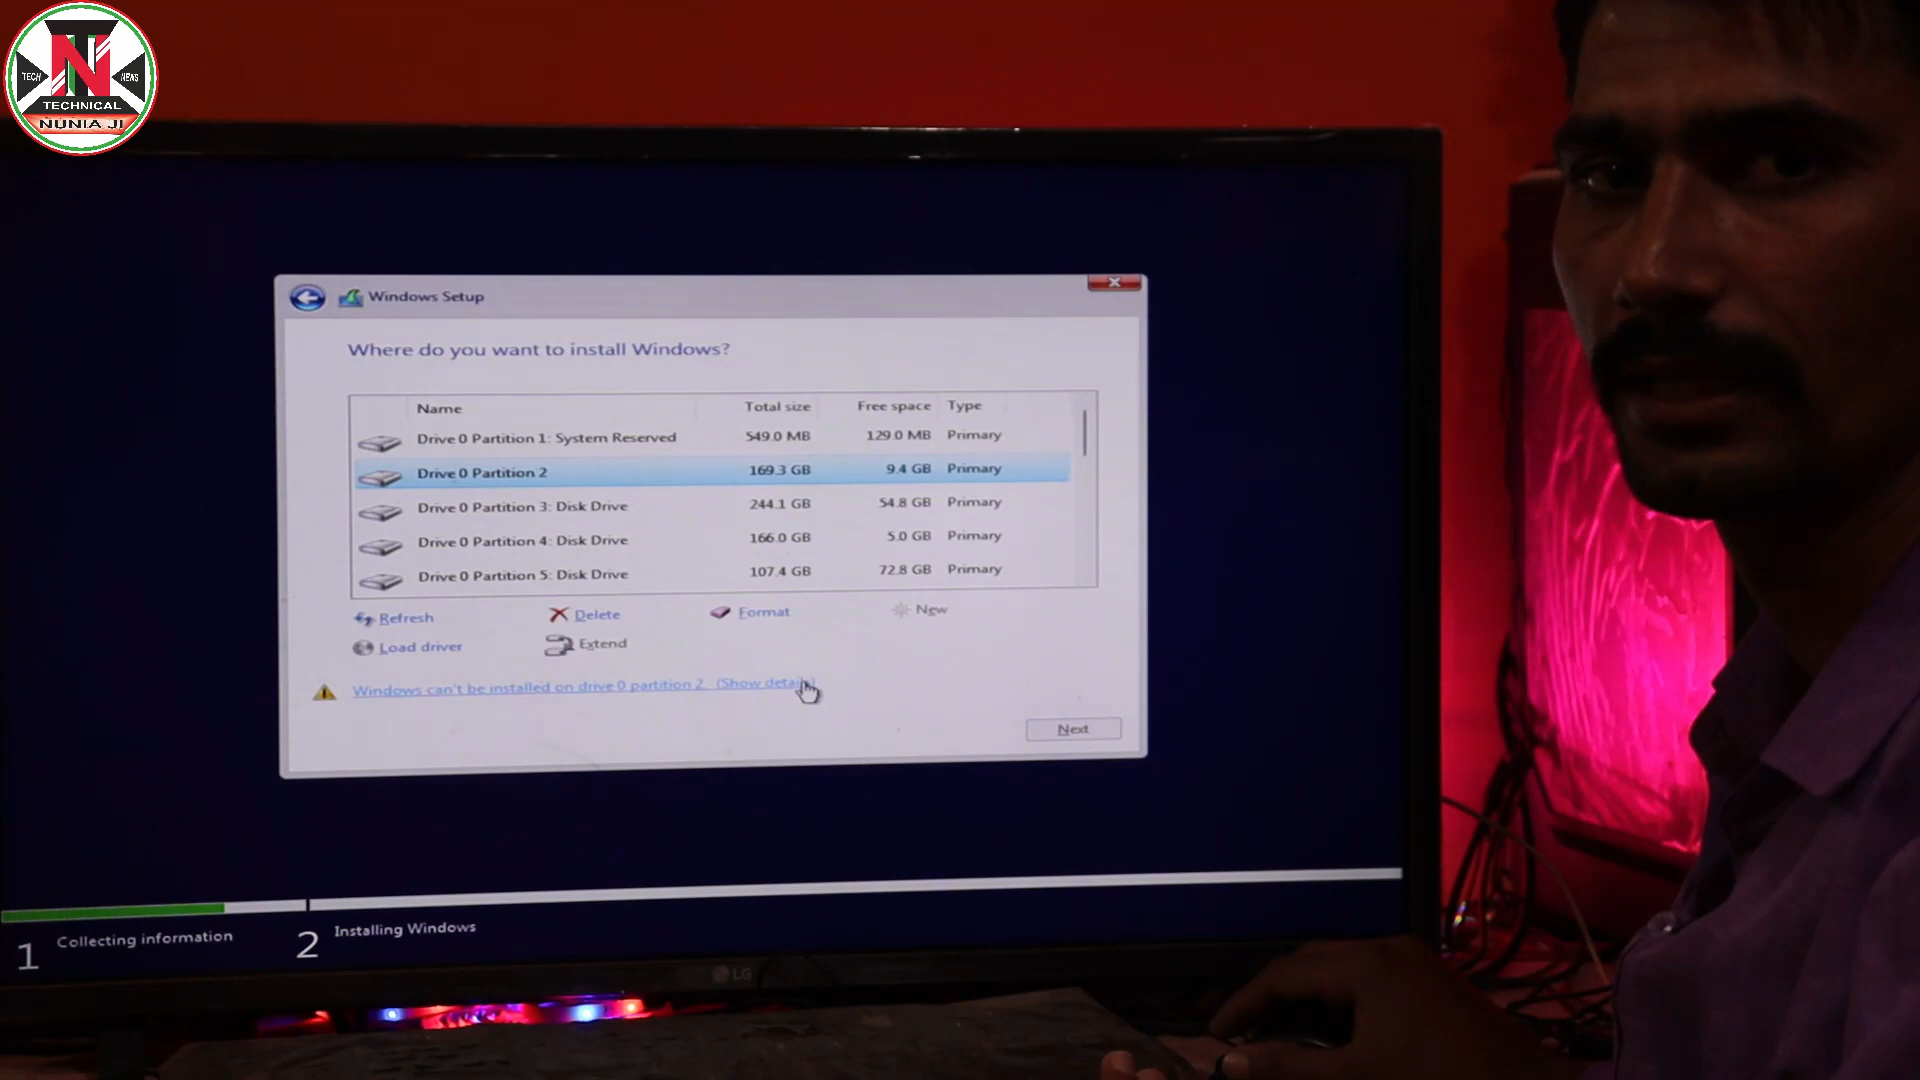 TECH
NEWS
TN
TECHNICAL
NUNIA JI
Windows Setup
Where do you want to install Windows?
Name Total size Free space Type
Drive 0 Partition 1: System Reserved 549.0 MB 129.0 MB Primary
Drive 0 Partition 2 169.3 GB 9.4 GB Primary
Drive 0 Partition 3: Disk Drive 244.1 GB 54.8 GB Primary
Drive 0 Partition 4: Disk Drive 166.0 GB 5.0 GB Primary
Drive 0 Partition 5: Disk Drive 107.4 GB 72.8 GB Primary
Refresh Delete Format New
Load driver Extend
Windows can't be installed on drive 0 partition 2. (Show details)
Next
1 Collecting information 2 Installing Windows
LG